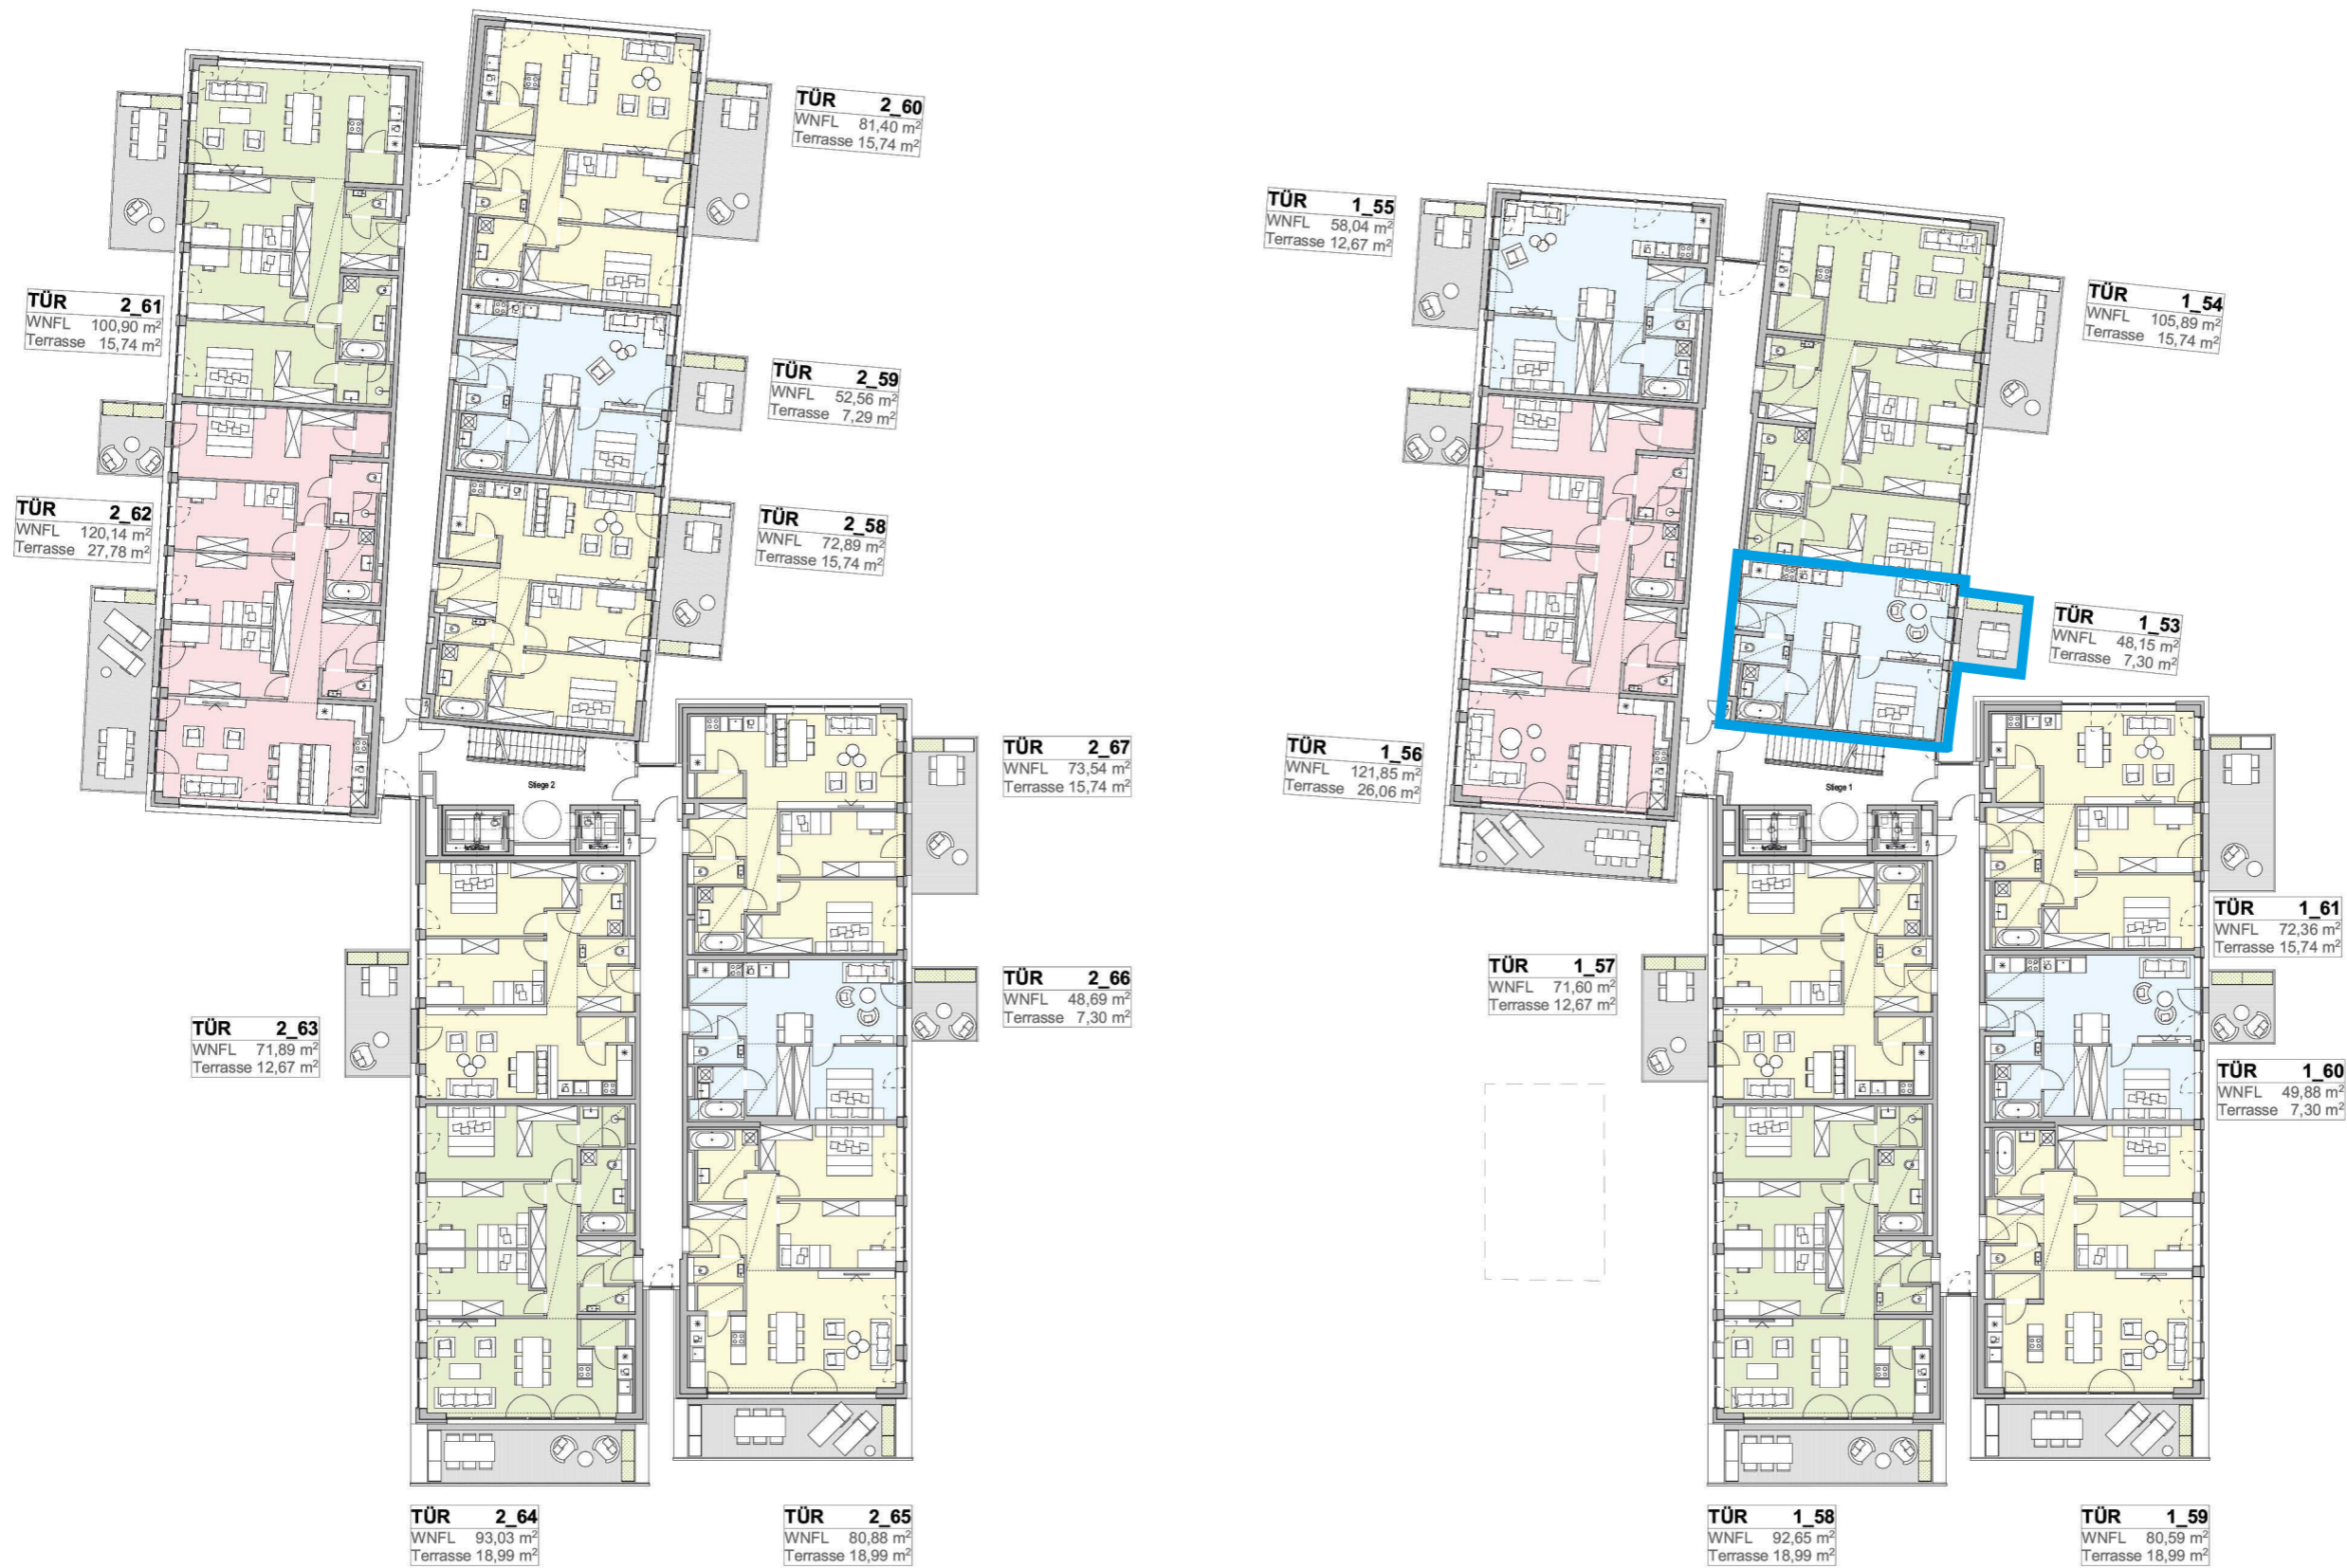 TÜR 2_60
WNFL 81,40 m²
Terrasse 15,74 m²
TÜR 2_61
WNFL 100,90 m²
Terrasse 15,74 m²
TÜR 2_59
WNFL 52,56 m²
Terrasse 7,29 m²
TÜR 2_62
WNFL 120,14 m²
Terrasse 27,78 m²
TÜR 2_58
WNFL 72,89 m²
Terrasse 15,74 m²
Stiege 2
TÜR 2_67
WNFL 73,54 m²
Terrasse 15,74 m²
TÜR 2_66
WNFL 48,69 m²
Terrasse 7,30 m²
TÜR 2_63
WNFL 71,89 m²
Terrasse 12,67 m²
TÜR 2_64
WNFL 93,03 m²
Terrasse 18,99 m²
TÜR 2_65
WNFL 80,88 m²
Terrasse 18,99 m²
TÜR 1_55
WNFL 58,04 m²
Terrasse 12,67 m²
TÜR 1_54
WNFL 105,89 m²
Terrasse 15,74 m²
TÜR 1_53
WNFL 48,15 m²
Terrasse 7,30 m²
TÜR 1_56
WNFL 121,85 m²
Terrasse 26,06 m²
Stiege 1
TÜR 1_61
WNFL 72,36 m²
Terrasse 15,74 m²
TÜR 1_57
WNFL 71,60 m²
Terrasse 12,67 m²
TÜR 1_60
WNFL 49,88 m²
Terrasse 7,30 m²
TÜR 1_58
WNFL 92,65 m²
Terrasse 18,99 m²
TÜR 1_59
WNFL 80,59 m²
Terrasse 18,99 m²